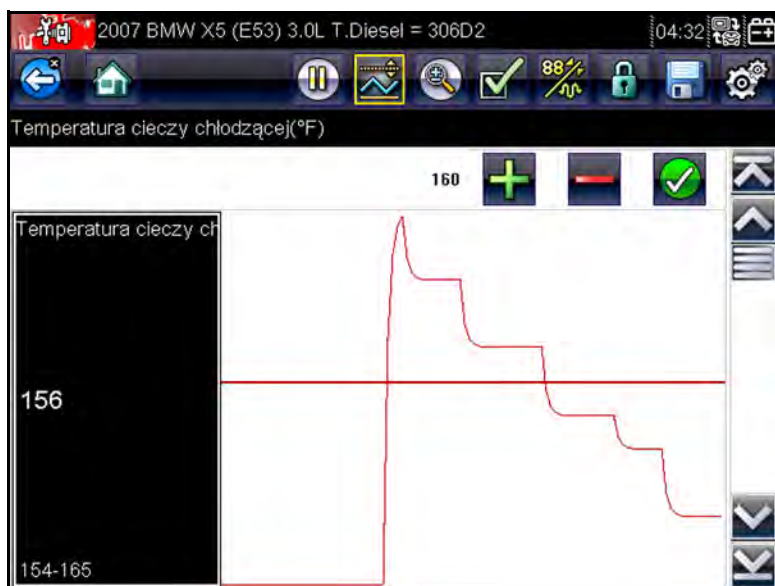 2007 BMW X5 (E53) 3.0L T.Diesel = 306D2 04:32
Temperatura cieczy chłodzącej(°F)
160
Temperatura cieczy ch
156
154-165